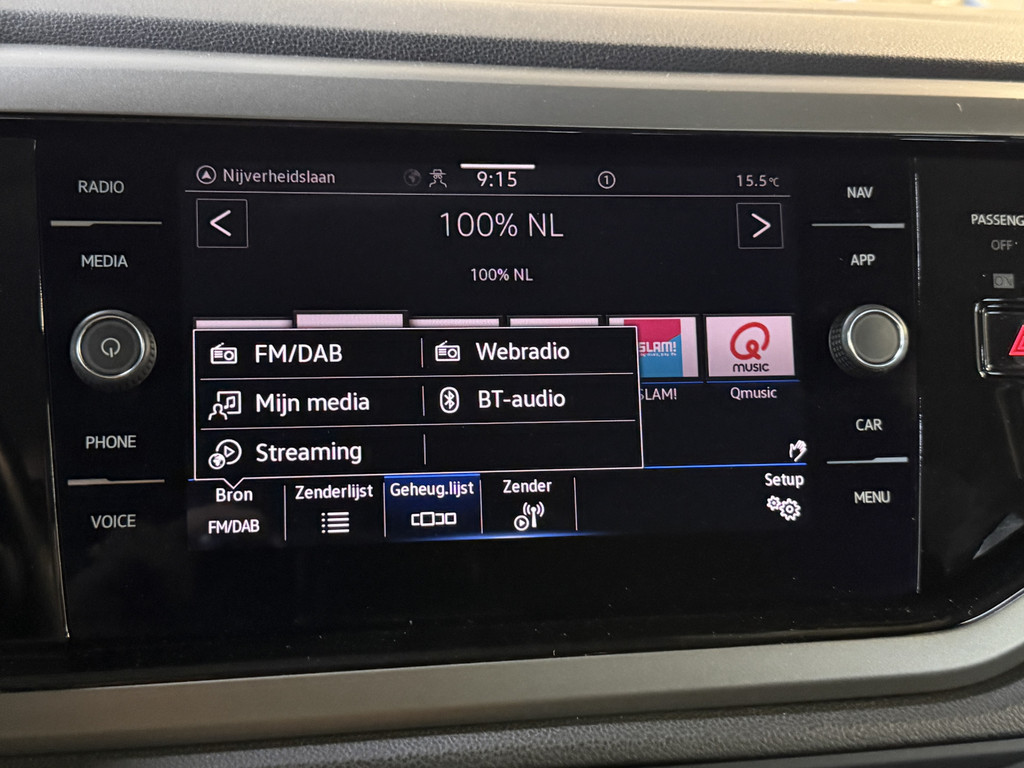 RADIO
MEDIA
PHONE
VOICE
Nijverheidslaan
9:15
1
15.5°C
<
100% NL
>
100% NL
FM/DAB
Webradio
Mijn media
BT-audio
Streaming
SLAM!
Q
MUSIC
SLAM!
Qmusic
Bron
FM/DAB
Zenderlijst
Geheug.lijst
Zender
Setup
NAV
APP
CAR
MENU
PASSENG
OFF
ON